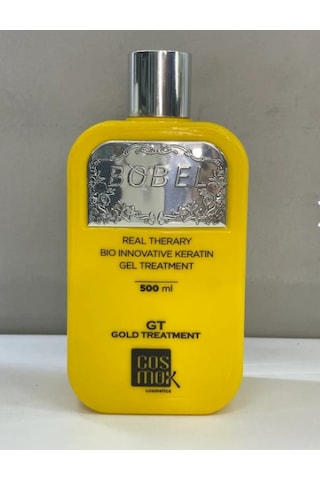 BOBEL
REAL THERARY
BIO INNOVATIVE KERATIN
GEL TREATMENT
500 ml
GT
GOLD TREATMENT
COS
mox
cosmetics